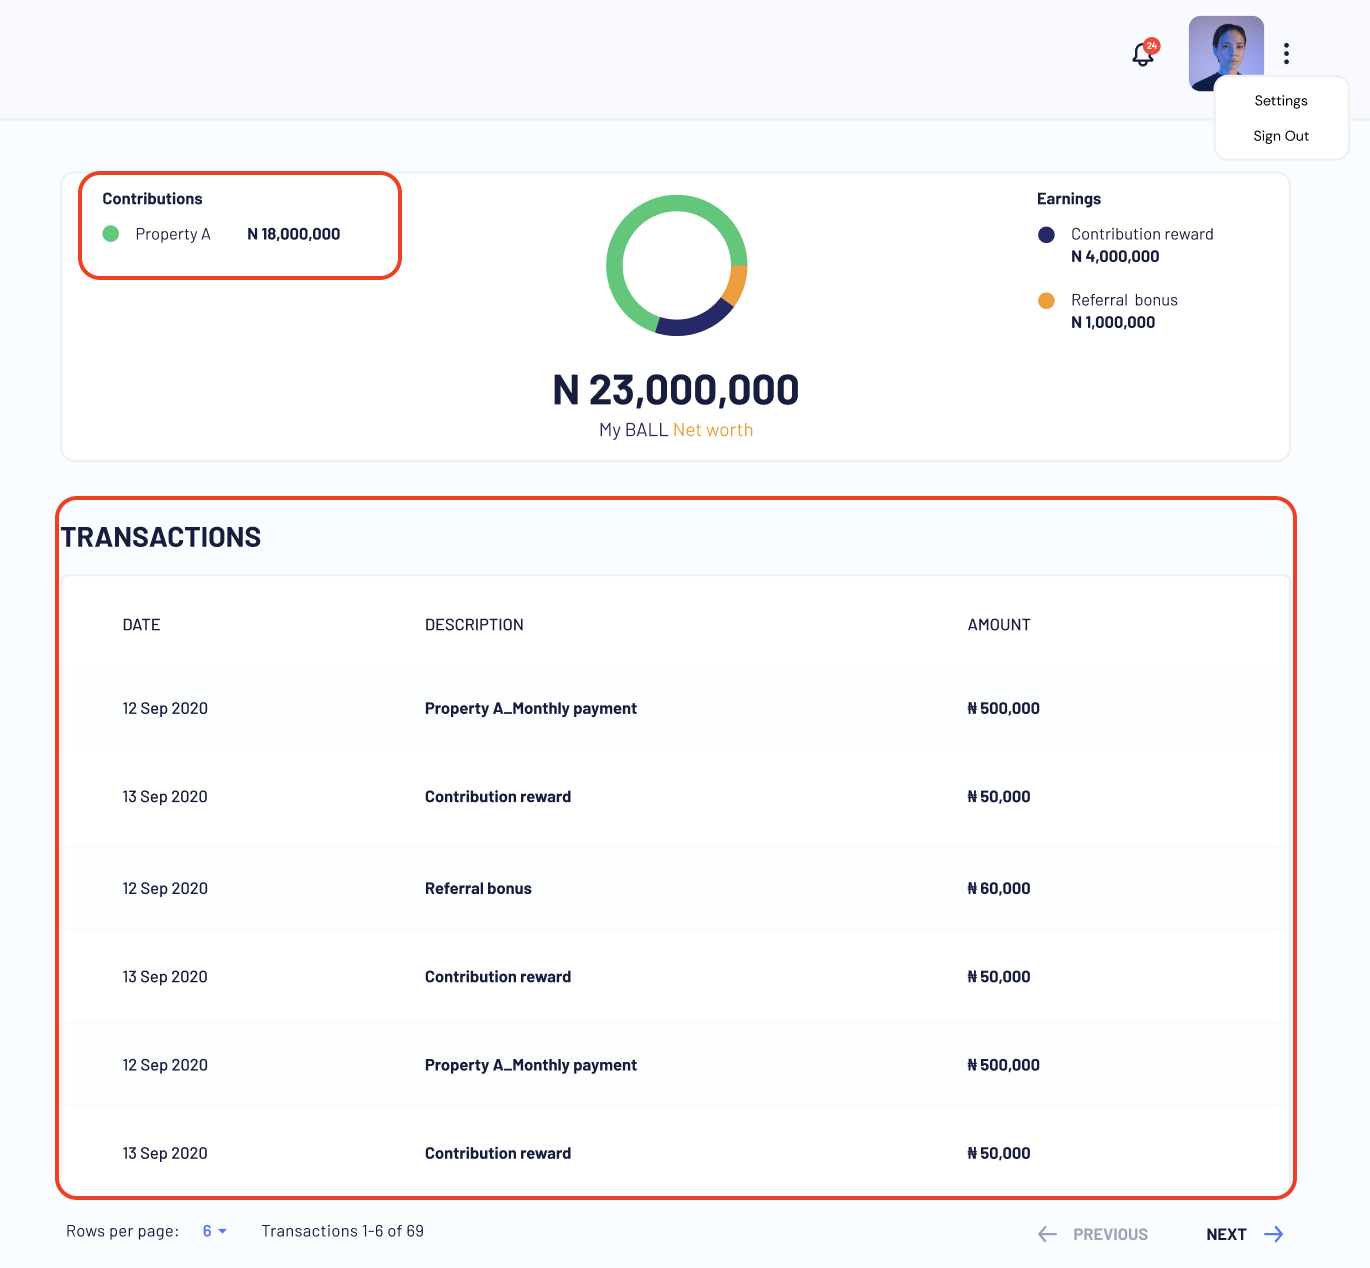 24
Settings
Sign Out
Contributions
Property A N 18,000,000
Earnings
Contribution reward
N 4,000,000
Referral bonus
N 1,000,000
N 23,000,000
My BALL Net worth
TRANSACTIONS
DATE DESCRIPTION AMOUNT
12 Sep 2020 Property A_Monthly payment ₦ 500,000
13 Sep 2020 Contribution reward ₦ 50,000
12 Sep 2020 Referral bonus ₦ 60,000
13 Sep 2020 Contribution reward ₦ 50,000
12 Sep 2020 Property A_Monthly payment ₦ 500,000
13 Sep 2020 Contribution reward ₦ 50,000
Rows per page: 6 Transactions 1-6 of 69 PREVIOUS NEXT